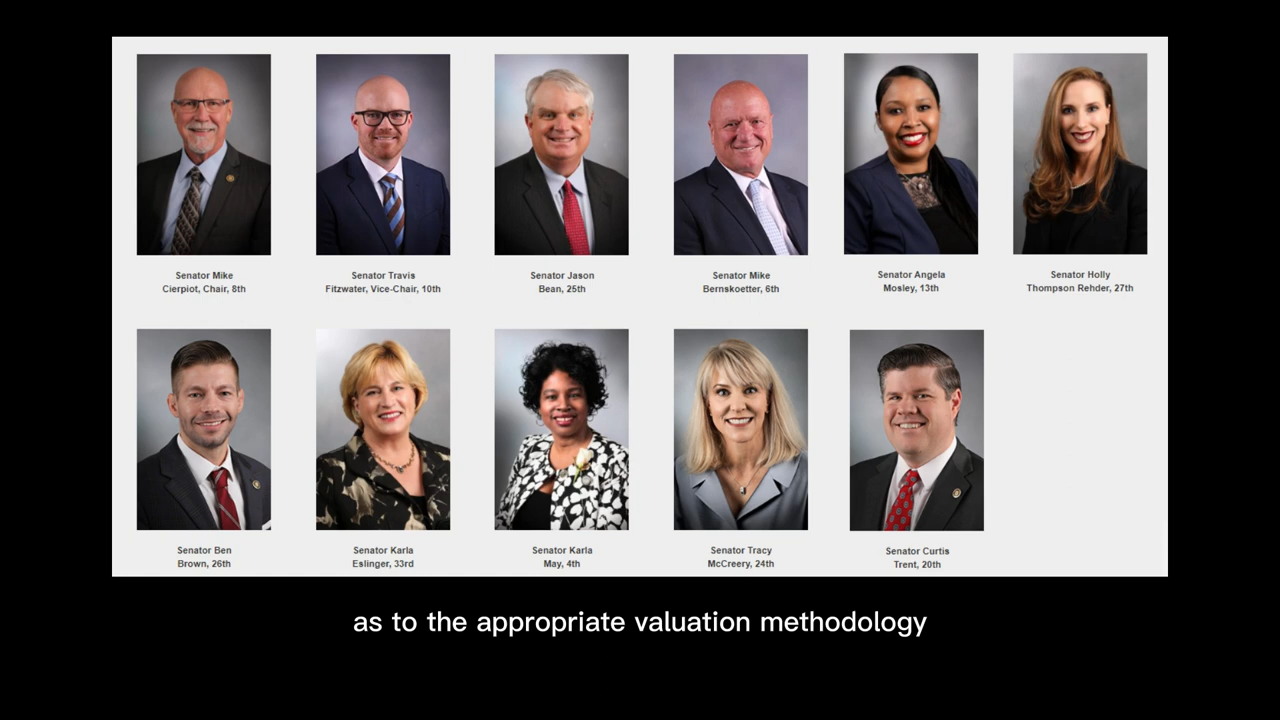 Senator Mike
Cierpiot, Chair, 8th
Senator Travis
Fitzwater, Vice-Chair, 10th
Senator Jason
Bean, 25th
Senator Mike
Bernskoetter, 6th
Senator Angela
Mosley, 13th
Senator Holly
Thompson Rehder, 27th
Senator Ben
Brown, 26th
Senator Karla
Eslinger, 33rd
Senator Karla
May, 4th
Senator Tracy
McCreery, 24th
Senator Curtis
Trent, 20th
as to the appropriate valuation methodology